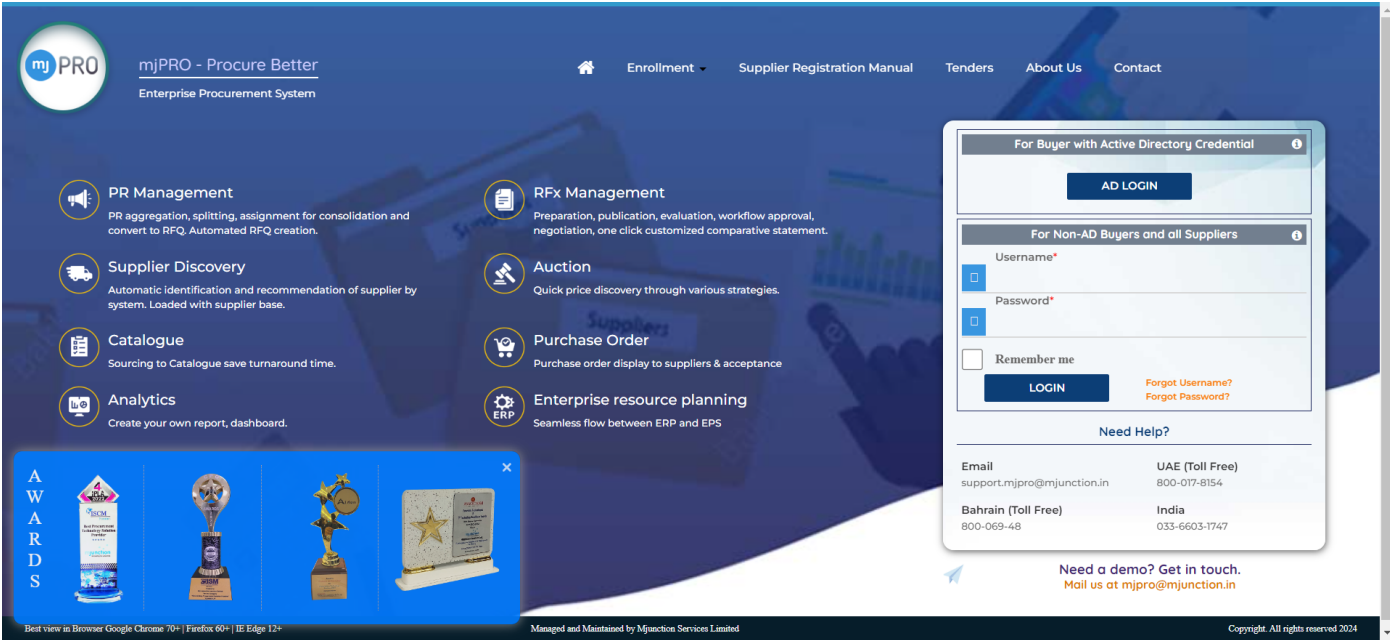 mj PRO
mjPRO - Procure Better
Enterprise Procurement System
Enrollment
Supplier Registration Manual
Tenders
About Us
Contact
PR Management
PR aggregation, splitting, assignment for consolidation and
convert to RFQ. Automated RFQ creation.
RFx Management
Preparation, publication, evaluation, workflow approval,
negotiation, one click customized comparative statement.
Supplier Discovery
Automatic identification and recommendation of supplier by
system. Loaded with supplier base.
Auction
Quick price discovery through various strategies.
Catalogue
Sourcing to Catalogue save turnaround time.
Suppliers
Purchase Order
Purchase order display to suppliers & acceptance
Analytics
Create your own report, dashboard.
ERP
Enterprise resource planning
Seamless flow between ERP and EPS
For Buyer with Active Directory Credential
AD LOGIN
For Non-AD Buyers and all Suppliers
Username*
Password*
Remember me
LOGIN
Forgot Username?
Forgot Password?
Need Help?
Email
support.mjpro@mjunction.in
UAE (Toll Free)
800-017-8154
Bahrain (Toll Free)
800-069-48
India
033-6603-1747
Need a demo? Get in touch.
Mail us at mjpro@mjunction.in
AWARDS
4
IPLA
2022
ISCM
Best view in Browser Google Chrome 70+ | Firefox 60+ | IE Edge 12+
Managed and Maintained by Mjunction Services Limited
Copyright. All rights reserved 2024